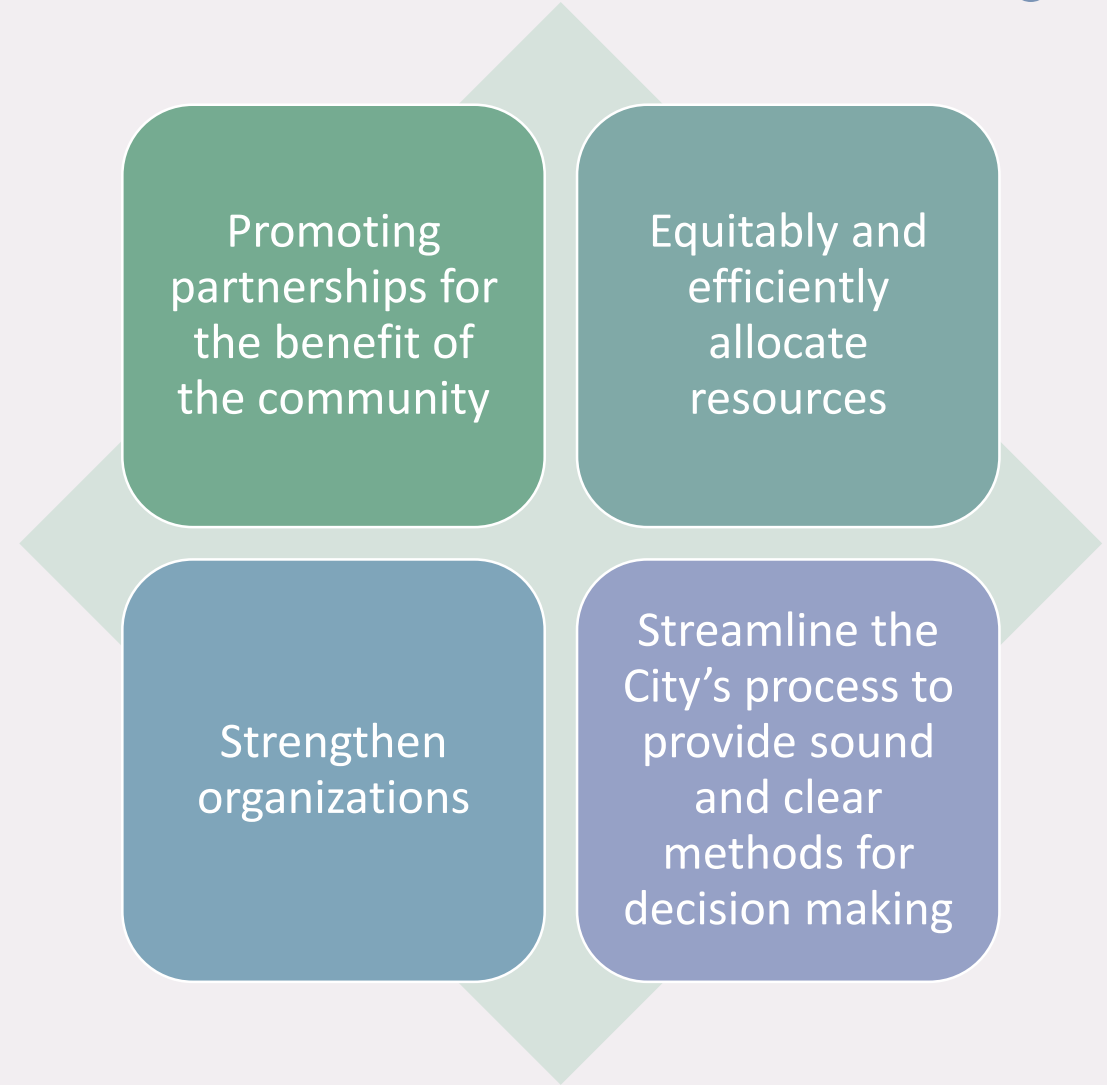 Promoting
partnerships for
the benefit of
the community
Equitably and
efficiently
allocate
resources
Strengthen
organizations
Streamline the
City’s process to
provide sound
and clear
methods for
decision making